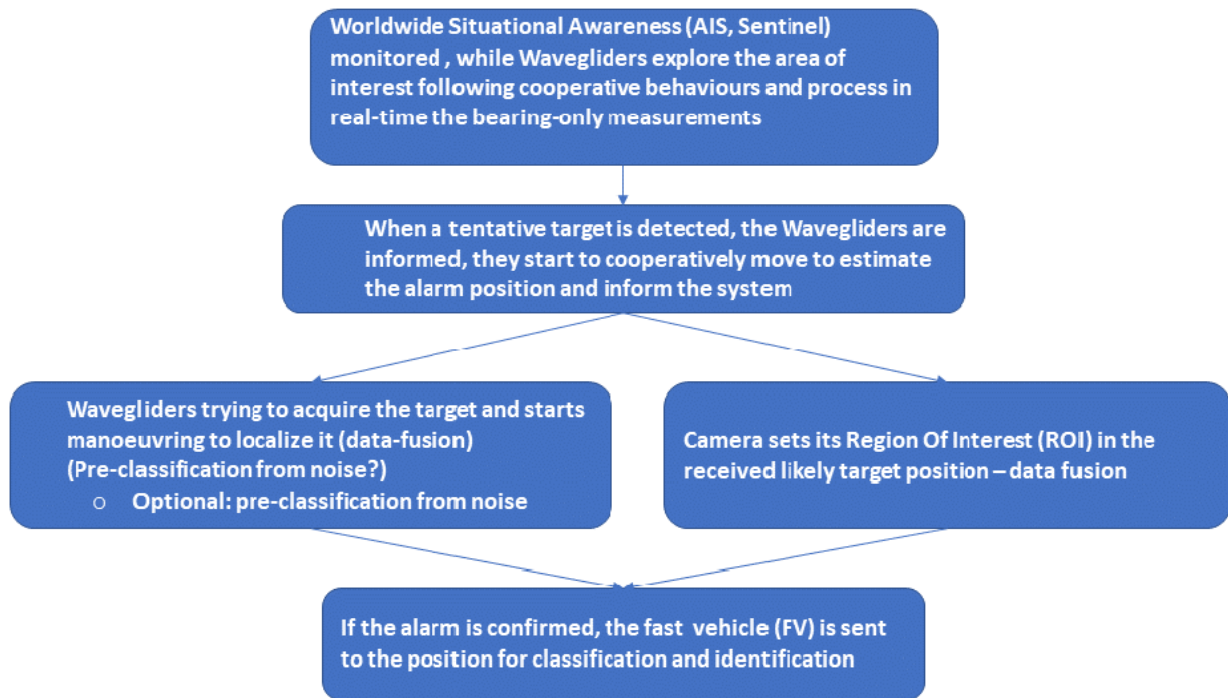 Worldwide Situational Awareness (AIS, Sentinel)
monitored , while Wavegliders explore the area of
interest following cooperative behaviours and process in
real-time the bearing-only measurements
When a tentative target is detected, the Wavegliders are
informed, they start to cooperatively move to estimate
the alarm position and inform the system
Wavegliders trying to acquire the target and starts
manoeuvring to localize it (data-fusion)
(Pre-classification from noise?)
o Optional: pre-classification from noise
Camera sets its Region Of Interest (ROI) in the
received likely target position – data fusion
If the alarm is confirmed, the fast vehicle (FV) is sent
to the position for classification and identification